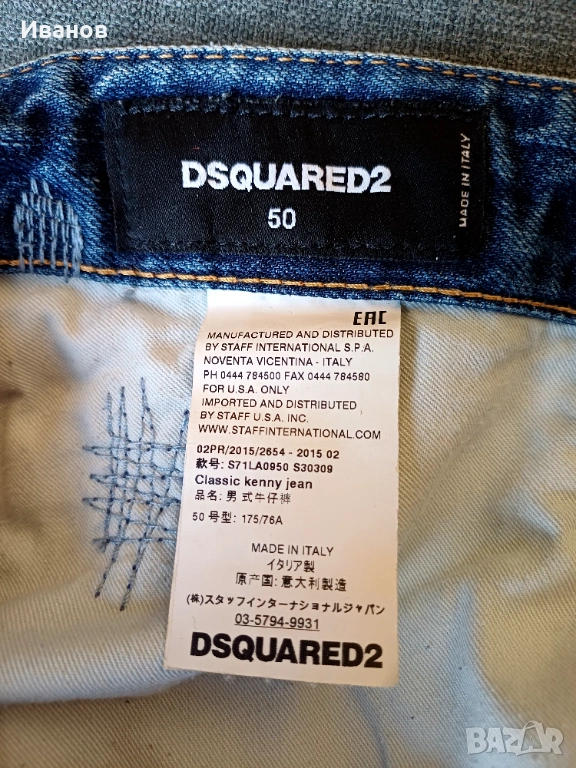 Иванов
DSQUARED2
50
MADE IN ITALY
EAC
MANUFACTURED AND DISTRIBUTED
BY STAFF INTERNATIONAL S.P.A.
NOVENTA VICENTINA - ITALY
PH 0444 784500 FAX 0444 784580
FOR U.S.A. ONLY
IMPORTED AND DISTRIBUTED
BY STAFF U.S.A. INC.
WWW.STAFFINTERNATIONAL.COM
02PR/2015/2654 - 2015 02
款号: S71LA0950 S30309
Classic kenny jean
品名: 男式牛仔裤
50 号型: 175/76A
MADE IN ITALY
イタリア製
原产国: 意大利製造
(株)スタッフインターナショナルジャパン
03-5794-9931
DSQUARED2
BAZAR